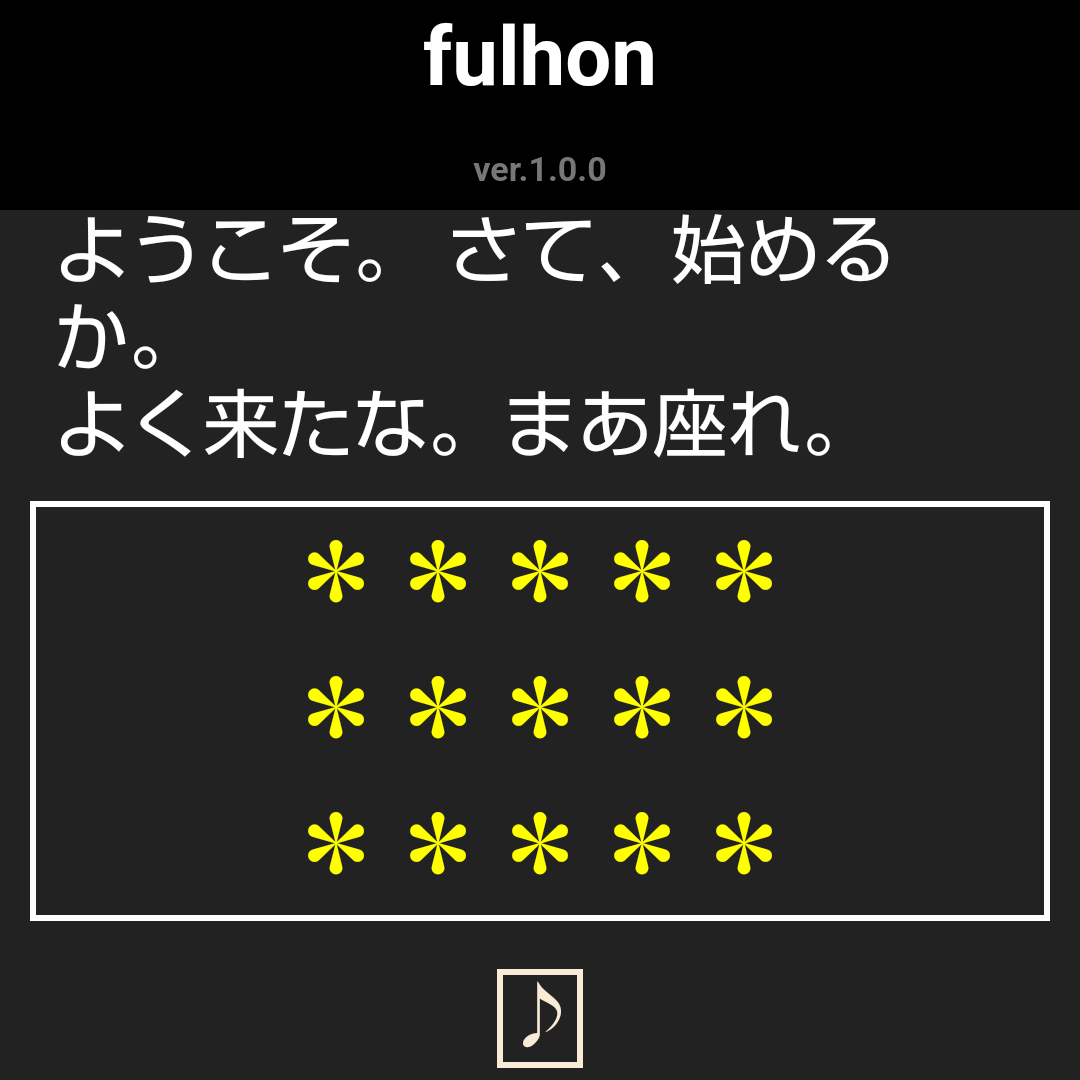 fulhon
ver.1.0.0
ようこそ。 さて、始める
か。
よく来たな。まあ座れ。
* * * * *
* * * * *
* * * * *
♪